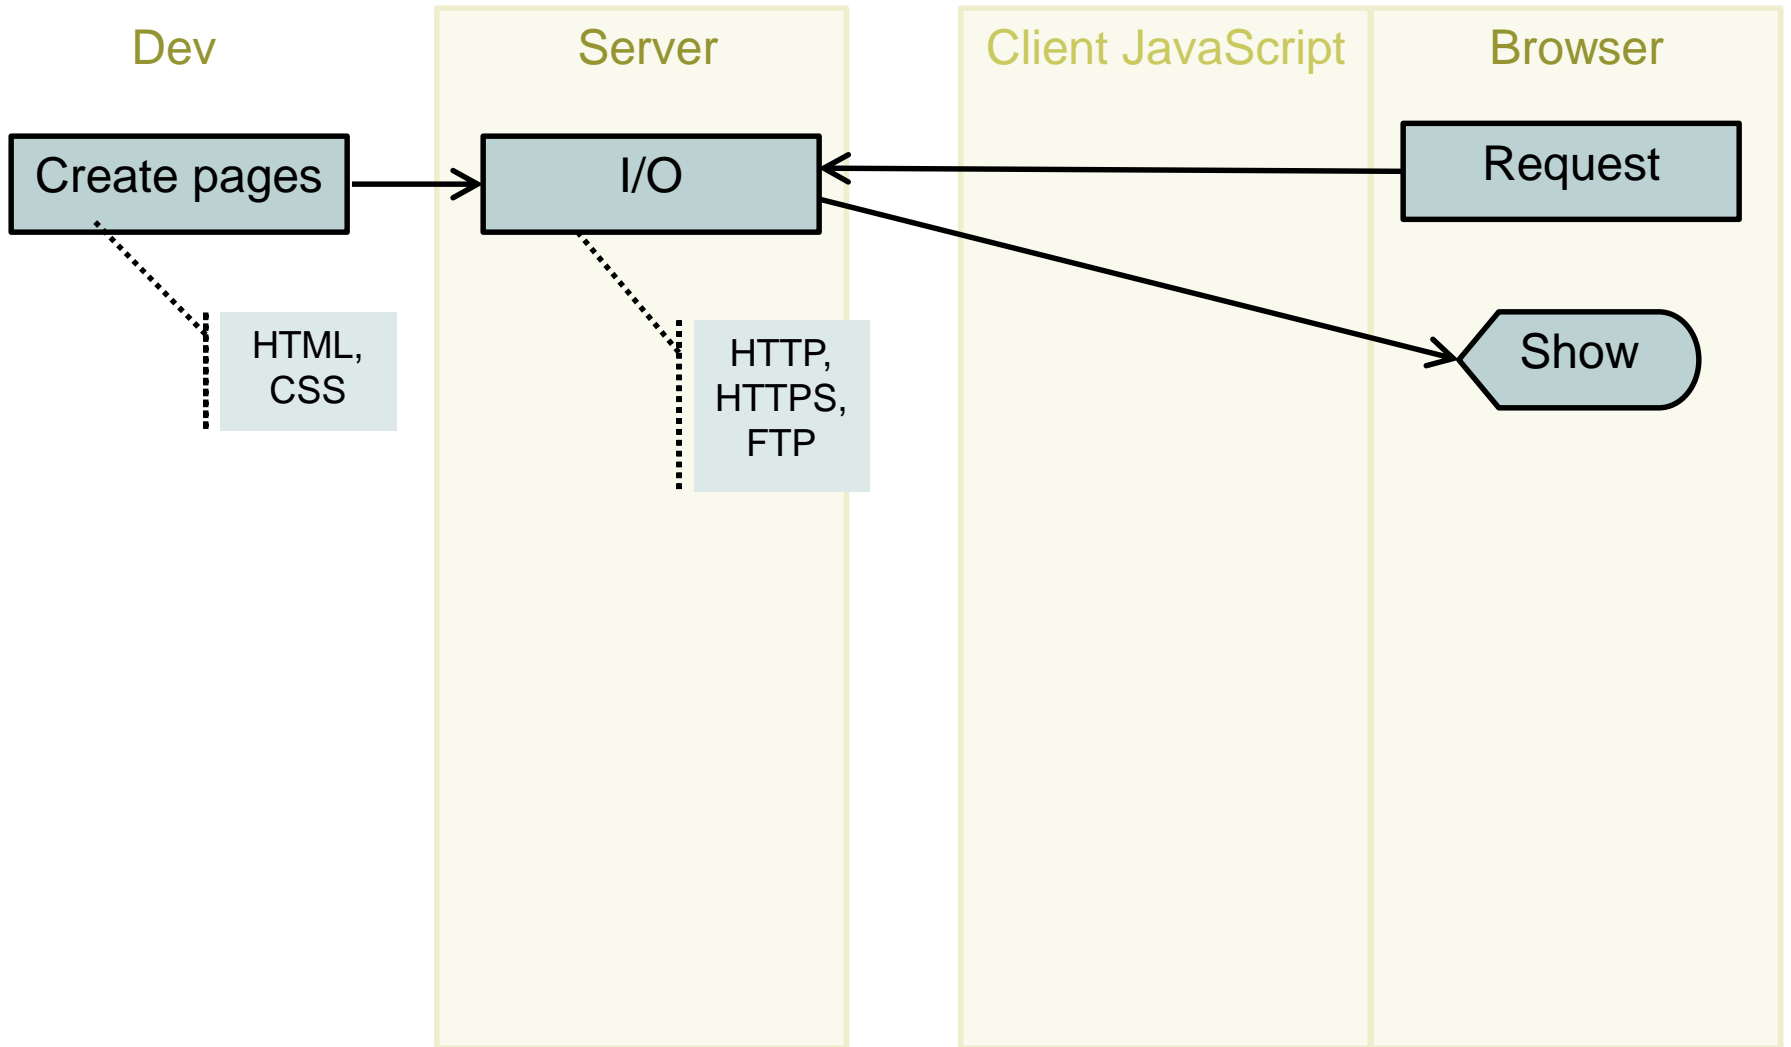 Dev
Server
Client JavaScript
Browser
Create pages
I/O
Request
HTML,
CSS
HTTP,
HTTPS,
FTP
Show